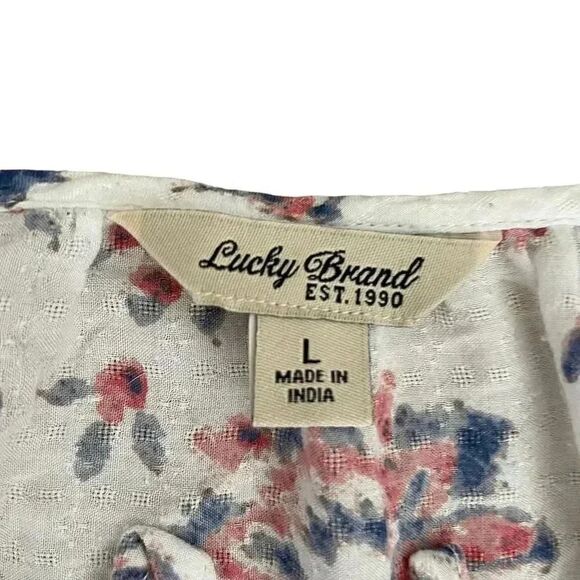 Lucky Brand
EST. 1990
L
MADE IN
INDIA